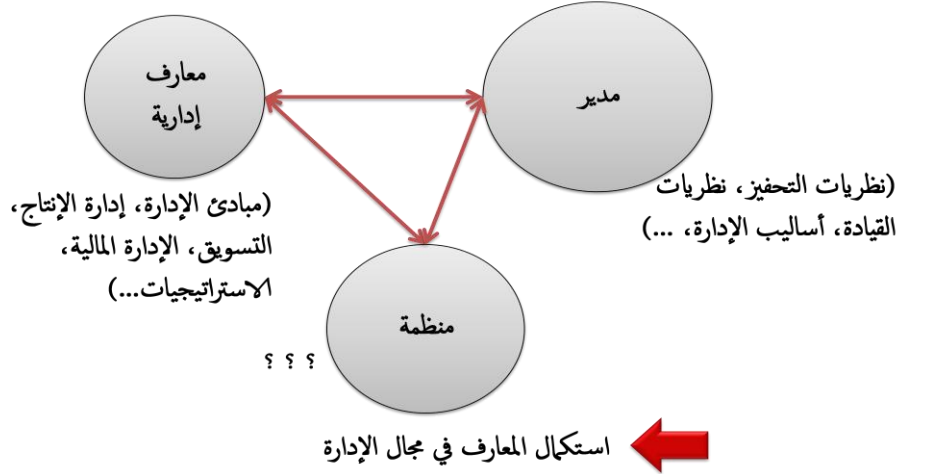 معارف
إدارية
مدير
(نظريات التحفيز، نظريات
القيادة، أساليب الإدارة، ...)
(مبادئ الإدارة، إدارة الإنتاج،
التسويق، الإدارة المالية،
الاستراتيجيات...)
منظمة
؟ ؟ ؟
استكمال المعارف في مجال الإدارة